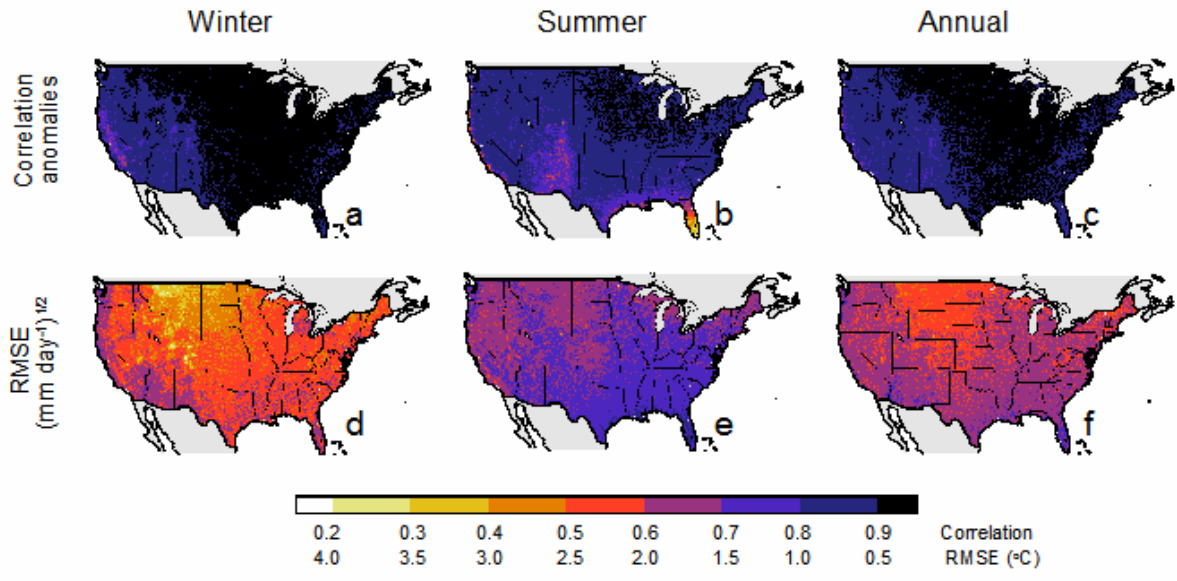 Winter Summer Annual
Correlation
anomalies
a b c
RMSE
(mm day⁻¹)¹ᐟ²
d e f
0.2 0.3 0.4 0.5 0.6 0.7 0.8 0.9 Correlation
4.0 3.5 3.0 2.5 2.0 1.5 1.0 0.5 RMSE (ºC)